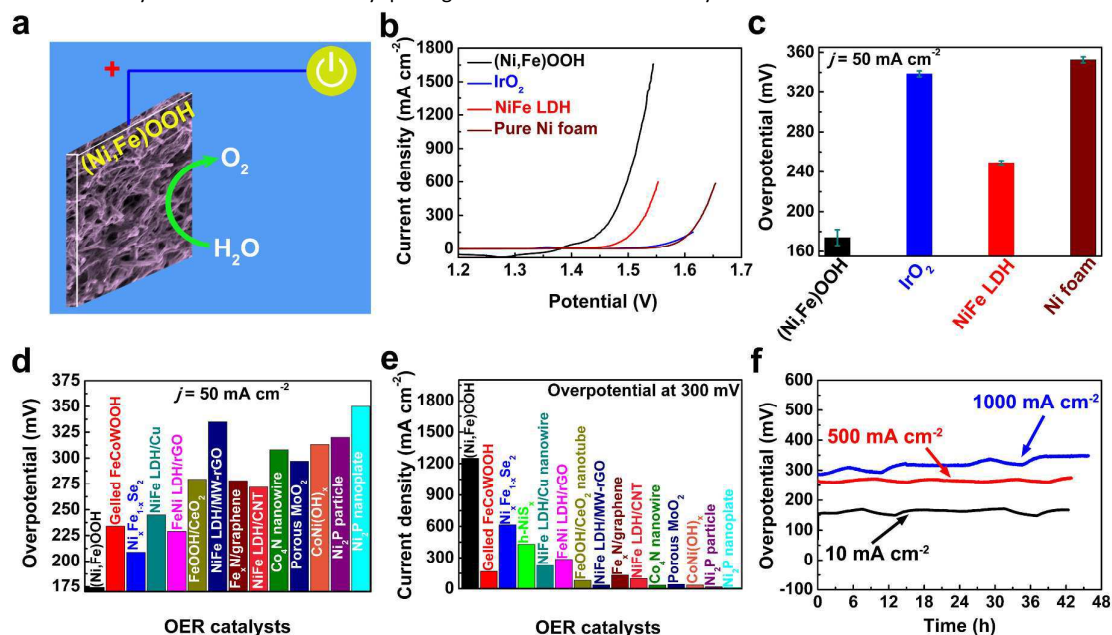 a
+
(Ni,Fe)OOH
O2
H2O
b
Current density (mA cm-2)
1800
1500
1200
900
600
300
0
(Ni,Fe)OOH
IrO2
NiFe LDH
Pure Ni foam
1.2 1.3 1.4 1.5 1.6 1.7
Potential (V)
c
Overpotential (mV)
360
320
280
240
200
160
j = 50 mA cm-2
(Ni,Fe)OOH
IrO2
NiFe LDH
Ni foam
d
Overpotential (mV)
375
350
325
300
275
250
225
200
175
j = 50 mA cm-2
(Ni,Fe)OOH
Gelled FeCoWOOH
NixFe1-xSe2
NiFe LDH/Cu
FeNi LDH/rGO
FeOOH/CeO2
NiFe LDH/MW-rGO
FexN/graphene
NiFe LDH/CNT
Co4N nanowire
Porous MoO2
CoNi(OH)x
Ni2P particle
Ni2P nanoplate
OER catalysts
e
Current density (mA cm-2)
1800
1500
1200
900
600
300
0
Overpotential at 300 mV
(Ni,Fe)OOH
Gelled FeCoWOOH
NixFe1-xSe2
h-NiSx
NiFe LDH/Cu nanowire
FeNi LDH/rGO
FeOOH/CeO2 nanotube
NiFe LDH/MW-rGO
FexN/graphene
NiFe LDH/CNT
Co4N nanowire
Porous MoO2
CoNi(OH)x
Ni2P particle
Ni2P nanoplate
OER catalysts
f
Overpotential (mV)
600
500
400
300
200
100
0
-100
1000 mA cm-2
500 mA cm-2
10 mA cm-2
0 6 12 18 24 30 36 42 48
Time (h)